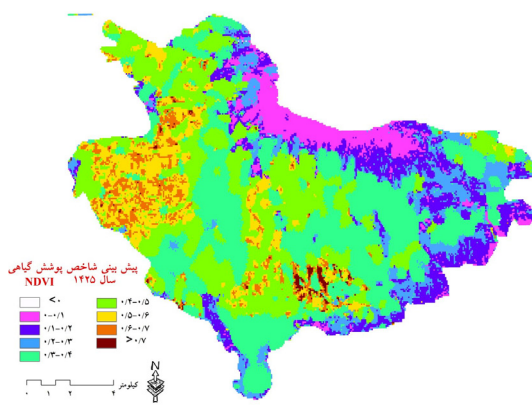 پیش بینی شاخص پوشش گیاهی
NDVI سال ۱۴۲۵
<۰
۰-۰/۱
۰/۱-۰/۲
۰/۲-۰/۳
۰/۳-۰/۴
۰/۴-۰/۵
۰/۵-۰/۶
۰/۶-۰/۷
>۰/۷
N
کیلومتر
۰ ۱ ۲ ۴